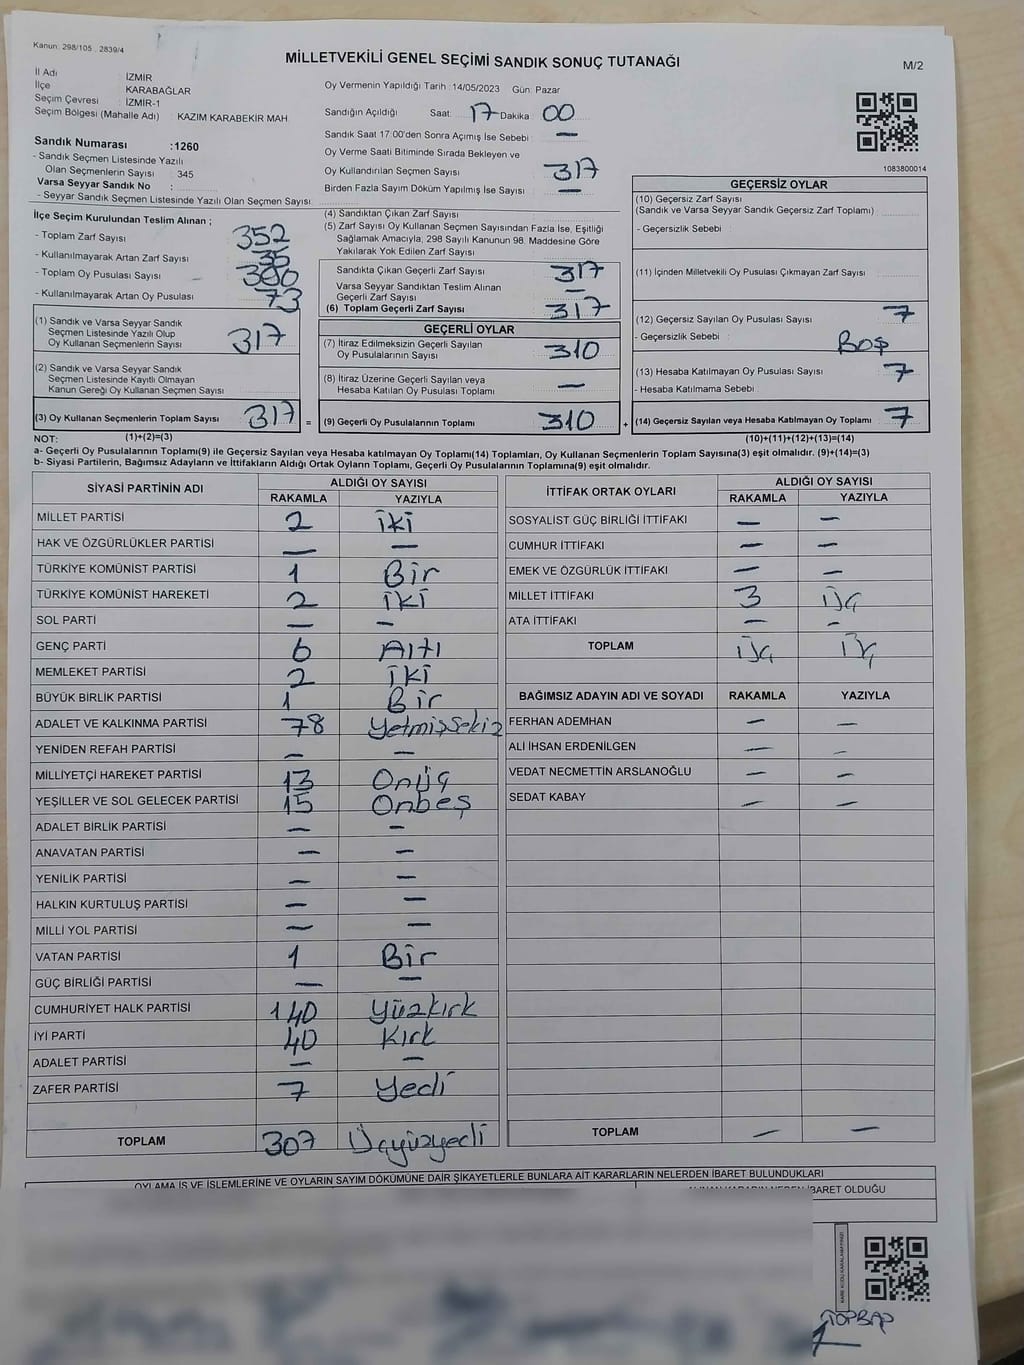 Kanun: 298/105 , 2839/4
MİLLETVEKİLİ GENEL SEÇİMİ SANDIK SONUÇ TUTANAĞI
M/2
İl Adı : İZMİR
İlçe : KARABAĞLAR
Seçim Çevresi : İZMİR-1
Seçim Bölgesi (Mahalle Adı) : KAZIM KARABEKİR MAH.
Oy Vermenin Yapıldığı Tarih : 14/05/2023 Gün: Pazar
Sandığın Açıldığı Saat: 17 Dakika: 00
Sandık Saat 17:00'den Sonra Açımış İse Sebebi : —
Oy Verme Saati Bitiminde Sırada Bekleyen ve
Oy Kullandırılan Seçmen Sayısı : 317
Birden Fazla Sayım Döküm Yapılmış İse Sayısı : —
1083800014
Sandık Numarası : 1260
- Sandık Seçmen Listesinde Yazılı
Olan Seçmenlerin Sayısı : 345
Varsa Seyyar Sandık No :
- Seyyar Sandık Seçmen Listesinde Yazılı Olan Seçmen Sayısı:
İlçe Seçim Kurulundan Teslim Alınan ;
- Toplam Zarf Sayısı 352
- Kullanılmayarak Artan Zarf Sayısı 35
- Toplam Oy Pusulası Sayısı
- Kullanılmayarak Artan Oy Pusulası 73
(1) Sandık ve Varsa Seyyar Sandık
Seçmen Listesinde Yazılı Olup
Oy Kullanan Seçmenlerin Sayısı 317
(2) Sandık ve Varsa Seyyar Sandık
Seçmen Listesinde Kayıtlı Olmayan
Kanun Gereği Oy Kullanan Seçmen Sayısı
(3) Oy Kullanan Seçmenlerin Toplam Sayısı 317
(1)+(2)=(3)
(4) Sandıktan Çıkan Zarf Sayısı
(5) Zarf Sayısı Oy Kullanan Seçmen Sayısından Fazla İse, Eşitliği
Sağlamak Amacıyla, 298 Sayılı Kanunun 98. Maddesine Göre
Yakılarak Yok Edilen Zarf Sayısı
Sandıkta Çıkan Geçerli Zarf Sayısı 317
Varsa Seyyar Sandıktan Teslim Alınan
Geçerli Zarf Sayısı —
(6) Toplam Geçerli Zarf Sayısı 317
GEÇERLİ OYLAR
(7) İtiraz Edilmeksizin Geçerli Sayılan
Oy Pusulalarının Sayısı 310
(8) İtiraz Üzerine Geçerli Sayılan veya
Hesaba Katılan Oy Pusulası Toplamı —
= (9) Geçerli Oy Pusulalarının Toplamı 310
GEÇERSİZ OYLAR
(10) Geçersiz Zarf Sayısı
(Sandık ve Varsa Seyyar Sandık Geçersiz Zarf Toplamı)
- Geçersizlik Sebebi :
(11) İçinden Milletvekili Oy Pusulası Çıkmayan Zarf Sayısı
(12) Geçersiz Sayılan Oy Pusulası Sayısı 7
- Geçersizlik Sebebi : Boş
(13) Hesaba Katılmayan Oy Pusulası Sayısı 7
- Hesaba Katılmama Sebebi :
+ (14) Geçersiz Sayılan veya Hesaba Katılmayan Oy Toplamı 7
(10)+(11)+(12)+(13)=(14)
NOT:
a- Geçerli Oy Pusulalarının Toplamı(9) ile Geçersiz Sayılan veya Hesaba katılmayan Oy Toplamı(14) Toplamları, Oy Kullanan Seçmenlerin Toplam Sayısına(3) eşit olmalıdır. (9)+(14)=(3)
b- Siyasi Partilerin, Bağımsız Adayların ve İttifakların Aldığı Ortak Oyların Toplamı, Geçerli Oy Pusulalarının Toplamına(9) eşit olmalıdır.
SİYASİ PARTİNİN ADI ALDIĞI OY SAYISI
RAKAMLA YAZIYLA
MİLLET PARTİSİ 2 iki
HAK VE ÖZGÜRLÜKLER PARTİSİ — —
TÜRKİYE KOMÜNİST PARTİSİ 1 Bir
TÜRKİYE KOMÜNİST HAREKETİ 2 iki
SOL PARTİ — —
GENÇ PARTİ 6 Altı
MEMLEKET PARTİSİ 2 iki
BÜYÜK BİRLİK PARTİSİ 1 Bir
ADALET VE KALKINMA PARTİSİ 78 Yetmişsekiz
YENİDEN REFAH PARTİSİ — —
MİLLİYETÇİ HAREKET PARTİSİ 13 Onüç
YEŞİLLER VE SOL GELECEK PARTİSİ 15 Onbeş
ADALET BİRLİK PARTİSİ — —
ANAVATAN PARTİSİ — —
YENİLİK PARTİSİ — —
HALKIN KURTULUŞ PARTİSİ — —
MİLLİ YOL PARTİSİ — —
VATAN PARTİSİ 1 Bir
GÜÇ BİRLİĞİ PARTİSİ — —
CUMHURİYET HALK PARTİSİ 140 Yüzkırk
İYİ PARTİ 40 Kırk
ADALET PARTİSİ — —
ZAFER PARTİSİ 7 Yedi
TOPLAM 307 Üçyüzyedi
İTTİFAK ORTAK OYLARI ALDIĞI OY SAYISI
RAKAMLA YAZIYLA
SOSYALİST GÜÇ BİRLİĞİ İTTİFAKI — —
CUMHUR İTTİFAKI — —
EMEK VE ÖZGÜRLÜK İTTİFAKI — —
MİLLET İTTİFAKI 3 Üç
ATA İTTİFAKI — —
TOPLAM Üç Üç
BAĞIMSIZ ADAYIN ADI VE SOYADI RAKAMLA YAZIYLA
FERHAN ADEMHAN — —
ALİ İHSAN ERDENİLGEN — —
VEDAT NECMETTİN ARSLANOĞLU — —
SEDAT KABAY — —
TOPLAM — —
OYLAMA İŞ VE İŞLEMLERİNE VE OYLARIN SAYIM DÖKÜMÜNE DAİR ŞİKAYETLERLE BUNLARA AİT KARARLARIN NELERDEN İBARET BULUNDUKLARI
İBARET OLDUĞU
KARE KODU KARALAMAYINIZ!
TOPBAP